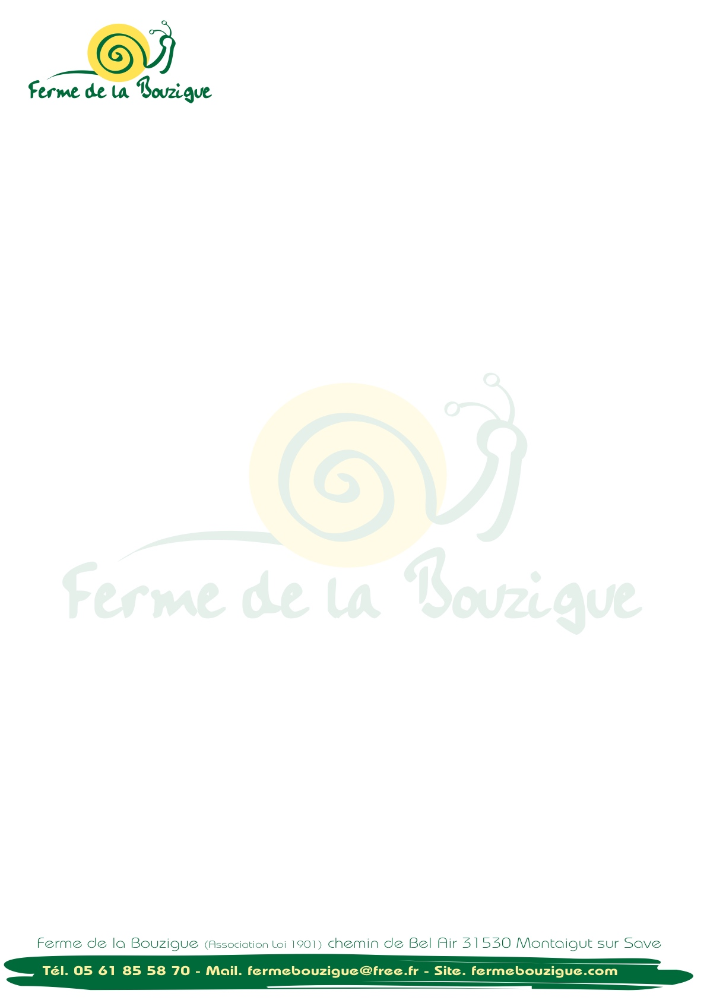 Ferme de la Bouzigue
Ferme de la Bouzigue
Ferme de la Bouzigue (Association Loi 1901) chemin de Bel Air 31530 Montaigut sur Save
Tél. 05 61 85 58 70 - Mail. fermebouzigue@free.fr - Site. fermebouzigue.com